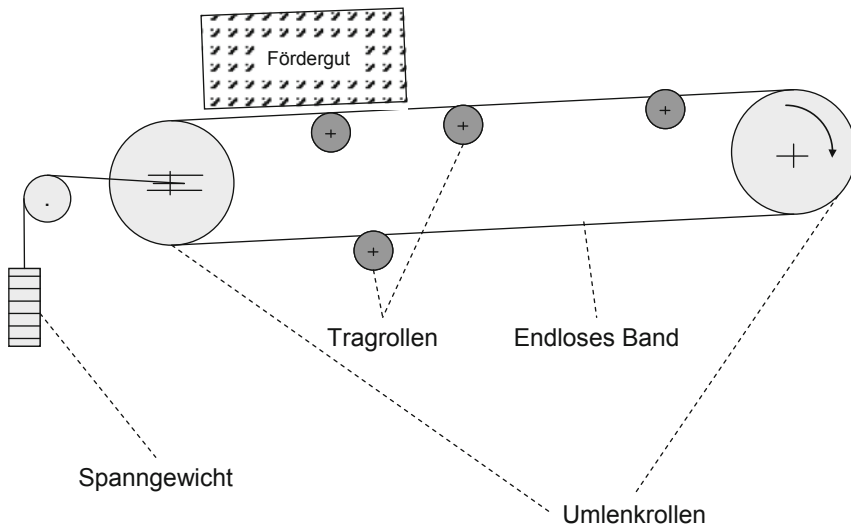 Fördergut
Tragrollen
Endloses Band
Spanngewicht
Umlenkrollen